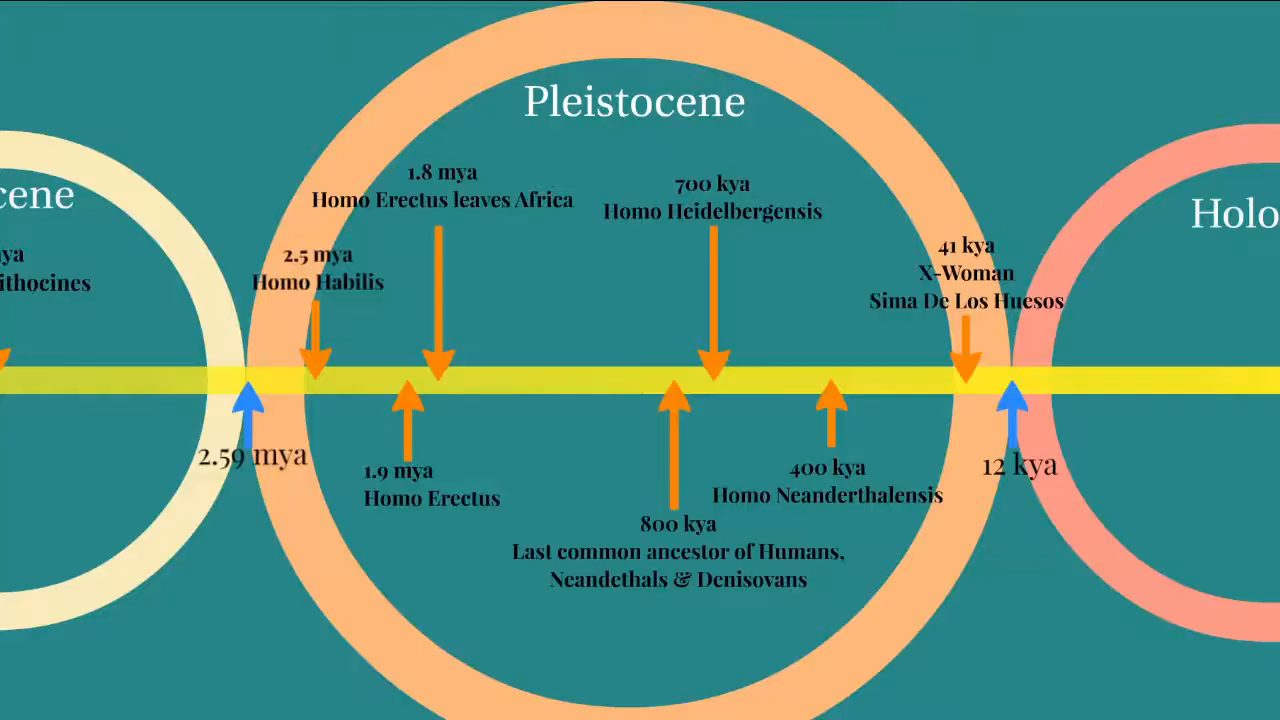 Pleistocene
cene
Holo
1.8 mya
Homo Erectus leaves Africa
700 kya
Homo Heidelbergensis
ya
ithocines
2.5 mya
Homo Habilis
41 kya
X-Woman
Sima De Los Huesos
2.59 mya
12 kya
1.9 mya
Homo Erectus
400 kya
Homo Neanderthalensis
800 kya
Last common ancestor of Humans,
Neandethals & Denisovans